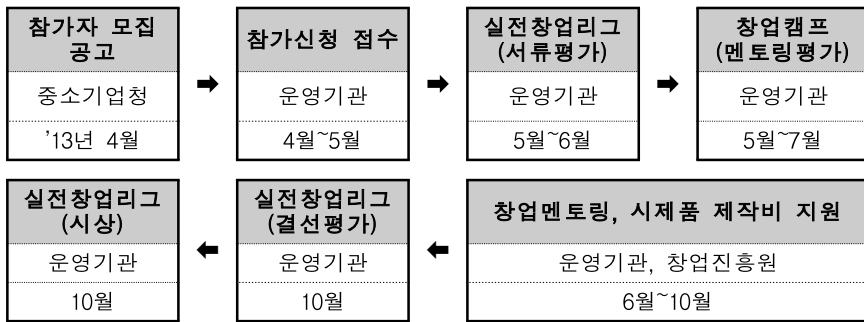 참가자 모집
공고
중소기업청
'13년 4월
➡
참가신청 접수
운영기관
4월~5월
➡
실전창업리그
(서류평가)
운영기관
5월~6월
➡
창업캠프
(멘토링평가)
운영기관
5월~7월
창업멘토링, 시제품 제작비 지원
운영기관, 창업진흥원
6월~10월
⬅
실전창업리그
(결선평가)
운영기관
10월
⬅
실전창업리그
(시상)
운영기관
10월